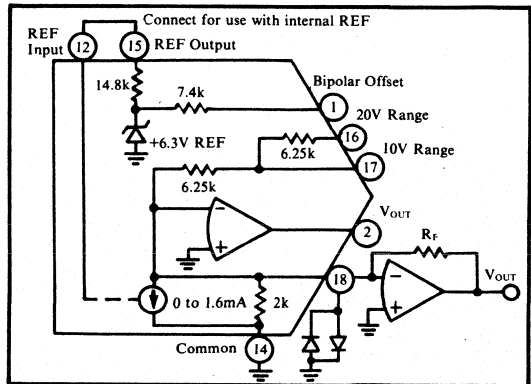 Connect for use with internal REF
REF
Input
12
15
REF Output
14.8k
7.4k
Bipolar Offset
1
20V Range
+6.3V REF
6.25k
16
10V Range
6.25k
17
VOUT
2
RF
18
VOUT
0 to 1.6mA
2k
Common
14